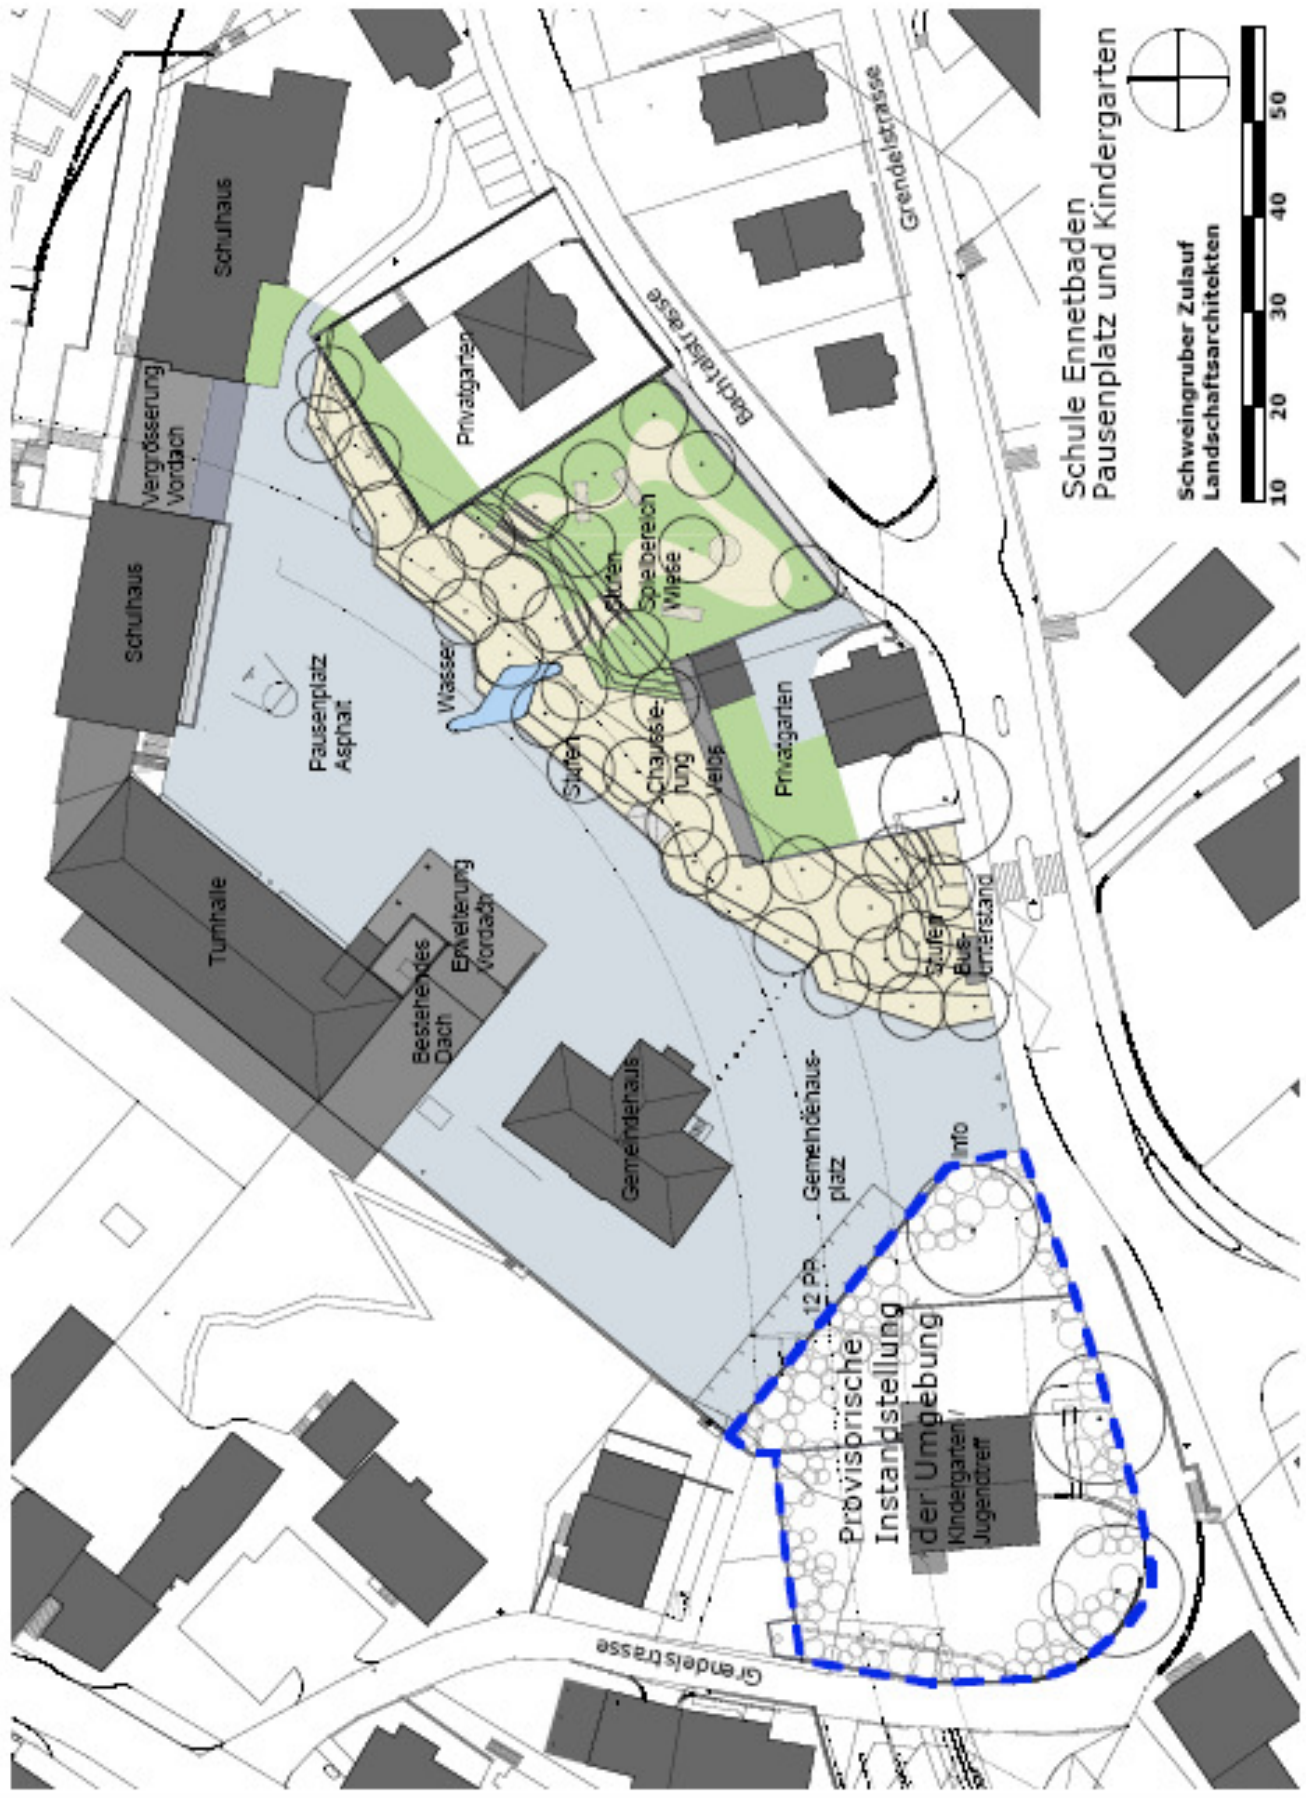 Schule Ennetbaden
Pausenplatz und Kindergarten
Schweingruber Zulauf
Landschaftsarchitekten
10
20
30
40
50
Schulhaus
Vergrösserung
Vordach
Schulhaus
Turnhalle
Pausenplatz
Asphalt
Bestehendes
Dach
Erweiterung
Vordach
Gemeindehaus
Gemeindehaus-
platz
12 PP
Info
Wasser
Stufen
Chaussie-
rung
Velos
Privatgarten
Privatgarten
Stufen
Spielbereich
Wiese
Stufen
Bus-
unterstand
Provisorische
Instandstellung
der Umgebung
Kindergarten /
Jugendtreff
Grendelstrasse
Bachtalstrasse
Grendelstrasse